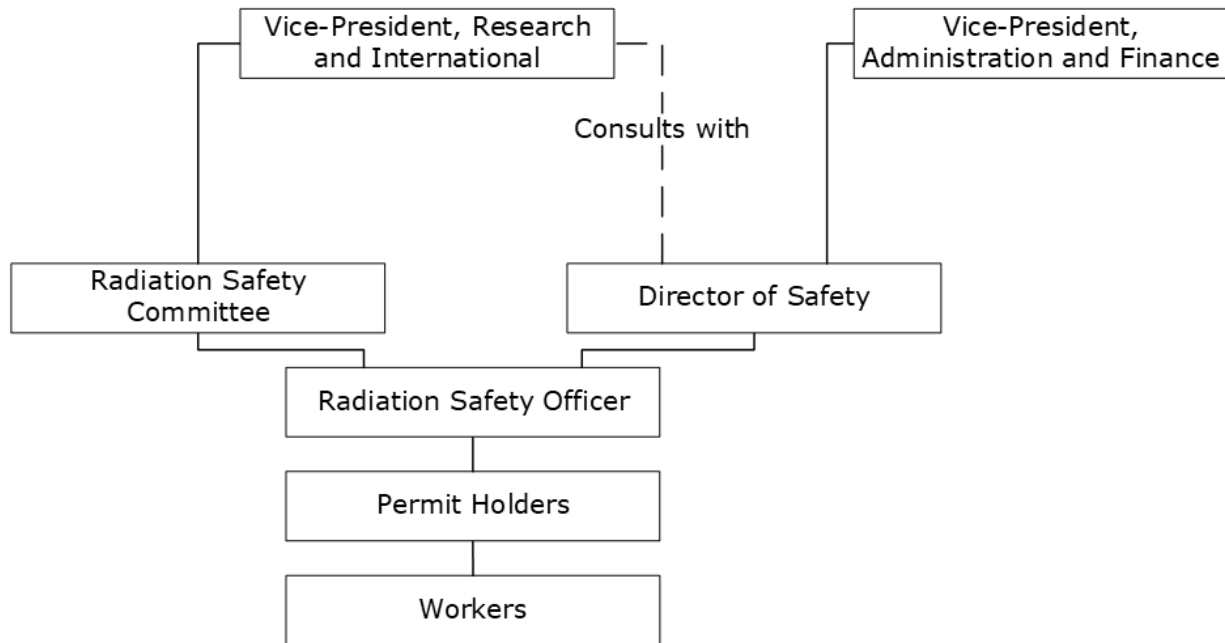 Vice-President, Research
and International
Vice-President,
Administration and Finance
Consults with
Radiation Safety
Committee
Director of Safety
Radiation Safety Officer
Permit Holders
Workers